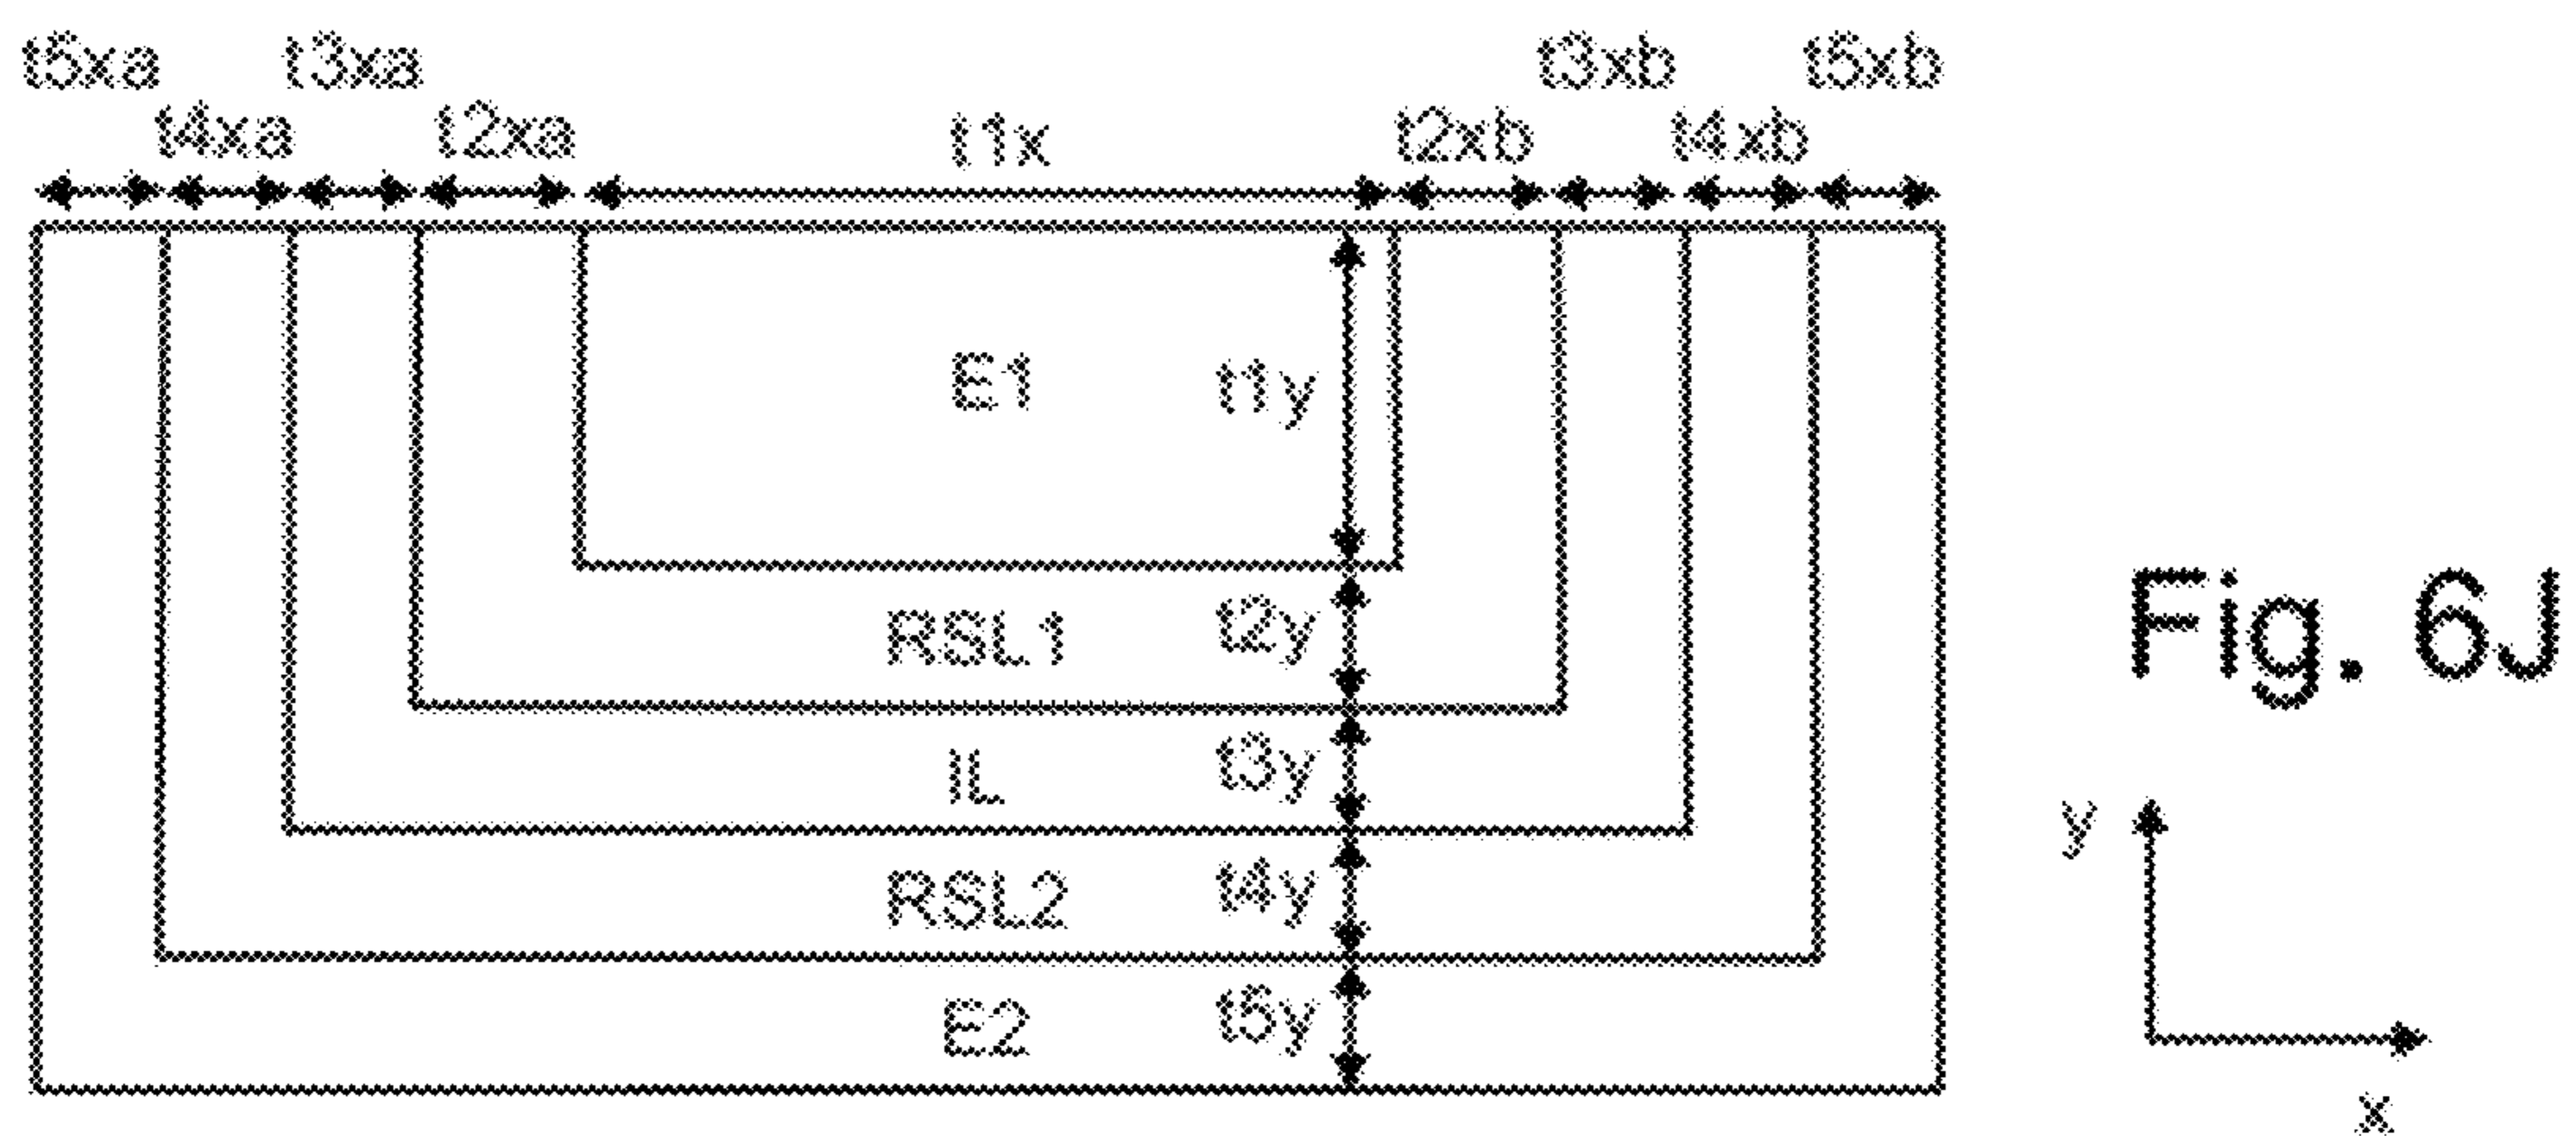 t5xa t3xa t3xb t5xb
t4xa t2xa t1x t2xb t4xb
E1 t1y
RSL1 t2y
IL t3y
RSL2 t4y
E2 t5y
Fig. 6J
y
x